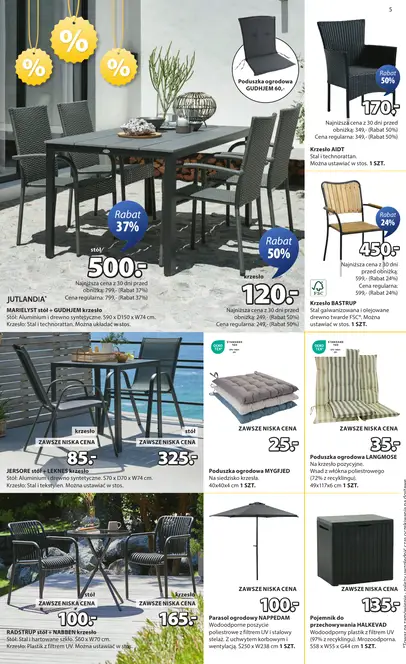 5
%
%
%
Poduszka ogrodowa
GUDHJEM 60,-
Rabat
50%
170.-
Najniższa cena z 30 dni przed
obniżką: 349,- (Rabat 50%)
Cena regularna: 349,- (Rabat 50%)
Krzesło AIDT
Stal i technorattan.
Można ustawiać w stos. 1 SZT.
Rabat
24%
450.-
Najniższa cena z 30 dni przed
obniżką:
599,- (Rabat 24%)
Cena regularna:
599,- (Rabat 24%)
FSC
Krzesło BASTRUP
Stal galwanizowana i olejowane
drewno twarde FSC®. Można
ustawiać w stos. 1 SZT.
Rabat
37%
stół
500.-
Najniższa cena z 30 dni przed
obniżką: 799,- (Rabat 37%)
Cena regularna: 799,- (Rabat 37%)
Rabat
50%
krzesło
120.-
Najniższa cena z 30 dni przed
obniżką: 249,- (Rabat 50%)
Cena regularna: 249,- (Rabat 50%)
JUTLANDIA
MARIELYST stół + GUDHJEM krzesło
Stół: Aluminium i drewno syntetyczne. S90 x D150 x W74 cm.
Krzesło: Stal i technorattan. Można układać w stos.
krzesło
ZAWSZE NISKA CENA
85.-
stół
ZAWSZE NISKA CENA
325.-
JERSORE stół + LEKNES krzesło
Stół: Aluminium i drewno syntetyczne. S70 x D70 x W74 cm.
Krzesło: Stal i tekstylen. Można ustawiać w stos.
ZAWSZE NISKA CENA
25.-
Poduszka ogrodowa MYGFJED
Na siedzisko krzesła.
40x40x4 cm 1 SZT.
ZAWSZE NISKA CENA
35.-
Poduszka ogrodowa LANGMOSE
Na krzesło pozycyjne.
Wsad z włókna poliestrowego
(72% z recyklingu).
49x117x6 cm 1 SZT.
stół
ZAWSZE NISKA CENA
100.-
krzesło
ZAWSZE NISKA CENA
165.-
RADSTRUP stół + NABBEN krzesło
Stół: Stal i hartowane szkło. S60 x W70 cm.
Krzesło: Plastik z filtrem UV. Można ustawiać w stos.
ZAWSZE NISKA CENA
100.-
Parasol ogrodowy NAPPEDAM
Wodoodporne pozycie
poliestrowe z filtrem UV i stalowy
stelaż. Z uchwytem korbowym i
wentylacją. S250 x W238 cm 1 SZT.
ZAWSZE NISKA CENA
135.-
Pojemnik do
przechowywania HALKEVAD
Wodoodporny plastik z filtrem UV
(97% z recyklingu). Mrozoodporna.
S58 x W55 x G44 cm 1 SZT.